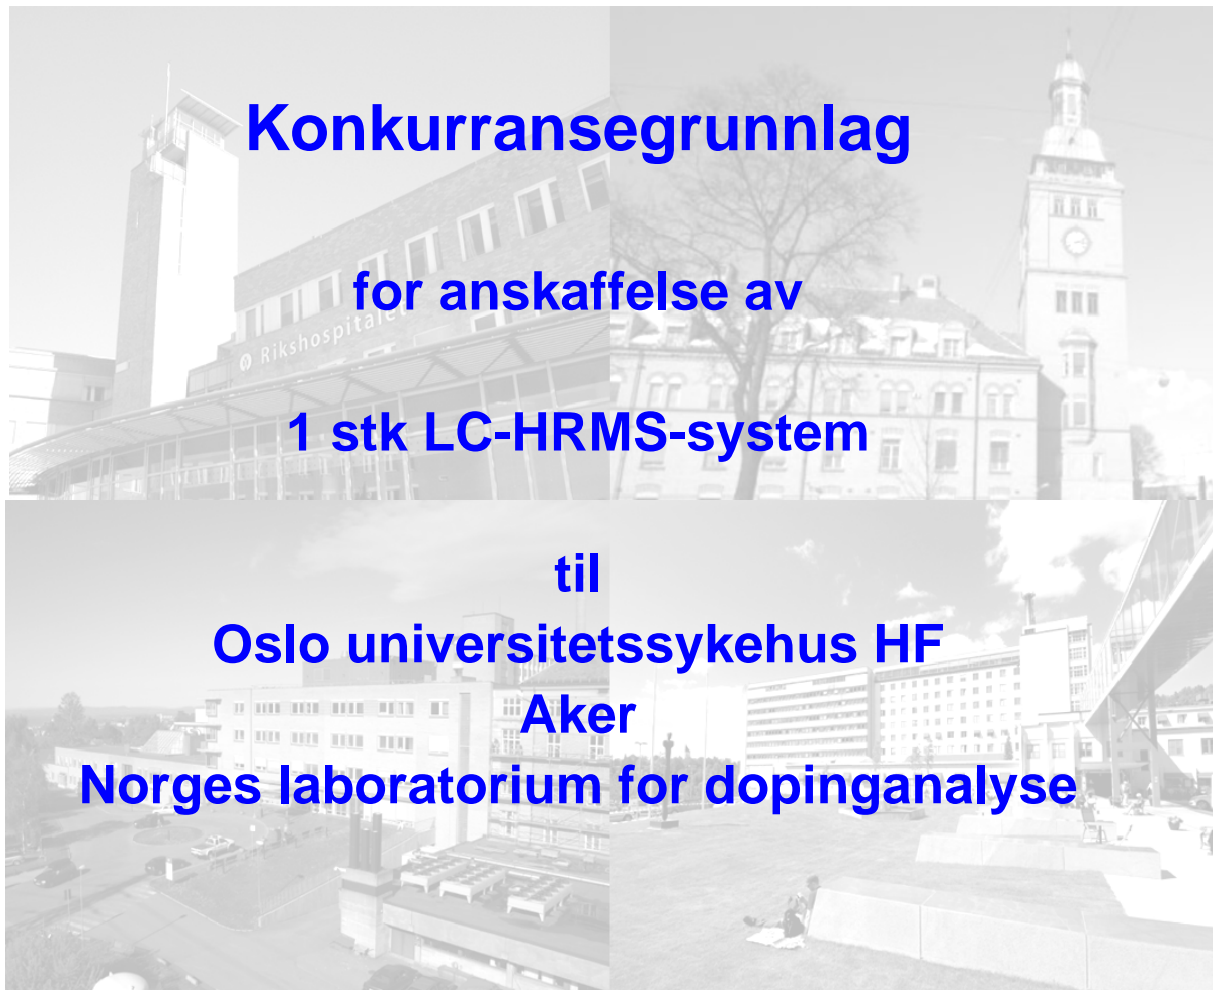 Konkurransegrunnlag
for anskaffelse av
Rikshospitalet
1 stk LC-HRMS-system
til
Oslo universitetssykehus HF
Aker
Norges laboratorium for dopinganalyse